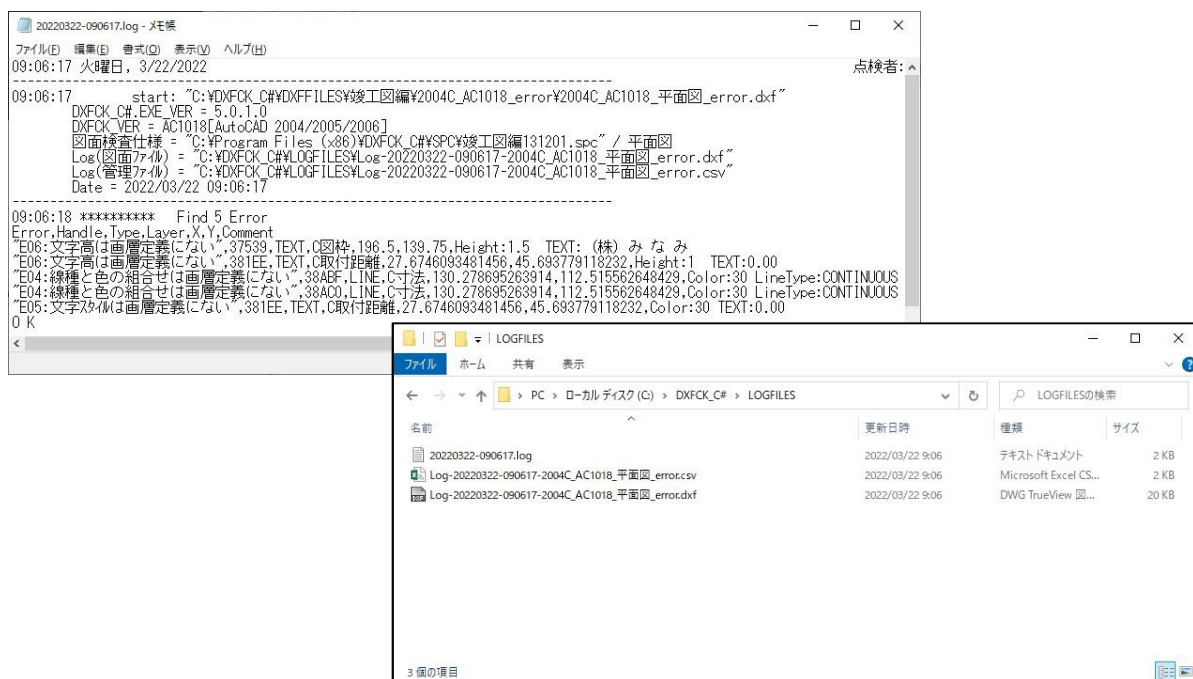 20220322-090617.log - メモ帳
ファイル(F) 編集(E) 書式(O) 表示(V) ヘルプ(H)
09:06:17 火曜日, 3/22/2022 点検者:
--------------------------------------------------------------------------------
09:06:17 start: "C:¥DXFCK_C#¥DXFFILES¥竣工図編¥2004C_AC1018_error¥2004C_AC1018_平面図_error.dxf"
DXFCK_C#.EXE_VER = 5.0.1.0
DXFCK_VER = AC1018[AutoCAD 2004/2005/2006]
図面検査仕様 = "C:¥Program Files (x86)¥DXFCK_C#¥SPC¥竣工図編131201.spc" / 平面図
Log(図面ファイル) = "C:¥DXFCK_C#¥LOGFILES¥Log-20220322-090617-2004C_AC1018_平面図_error.dxf"
Log(管理ファイル) = "C:¥DXFCK_C#¥LOGFILES¥Log-20220322-090617-2004C_AC1018_平面図_error.csv"
Date = 2022/03/22 09:06:17
--------------------------------------------------------------------------------
09:06:18 ********** Find 5 Error
Error,Handle,Type,Layer,X,Y,Comment
"E06:文字高は画層定義にない",37539,TEXT,C図枠,196.5,139.75,Height:1.5 TEXT: (株) み な み
"E06:文字高は画層定義にない",381EE,TEXT,C取付距離,27.6746093481456,45.693779118232,Height:1 TEXT:0.00
"E04:線種と色の組合せは画層定義にない",38ABF,LINE,C寸法,130.278695263914,112.515562648429,Color:30 LineType:CONTINUOUS
"E04:線種と色の組合せは画層定義にない",38AC0,LINE,C寸法,130.278695263914,112.515562648429,Color:30 LineType:CONTINUOUS
"E05:文字スタイルは画層定義にない",381EE,TEXT,C取付距離,27.6746093481456,45.693779118232,Color:30 TEXT:0.00
O K
LOGFILES
ファイル ホーム 共有 表示
PC › ローカル ディスク (C:) › DXFCK_C# › LOGFILES LOGFILESの検索
名前 更新日時 種類 サイズ
20220322-090617.log 2022/03/22 9:06 テキスト ドキュメント 2 KB
Log-20220322-090617-2004C_AC1018_平面図_error.csv 2022/03/22 9:06 Microsoft Excel CS... 2 KB
Log-20220322-090617-2004C_AC1018_平面図_error.dxf 2022/03/22 9:06 DWG TrueView 図... 20 KB
3 個の項目